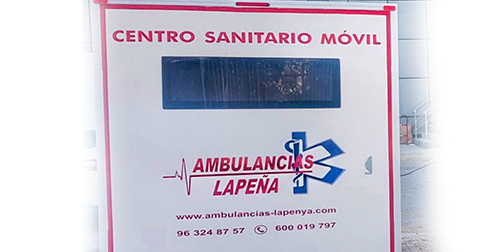 CENTRO SANITARIO MÓVIL
AMBULANCIAS
LAPEÑA
www.ambulancias-lapenya.com
96 324 87 57 600 019 797